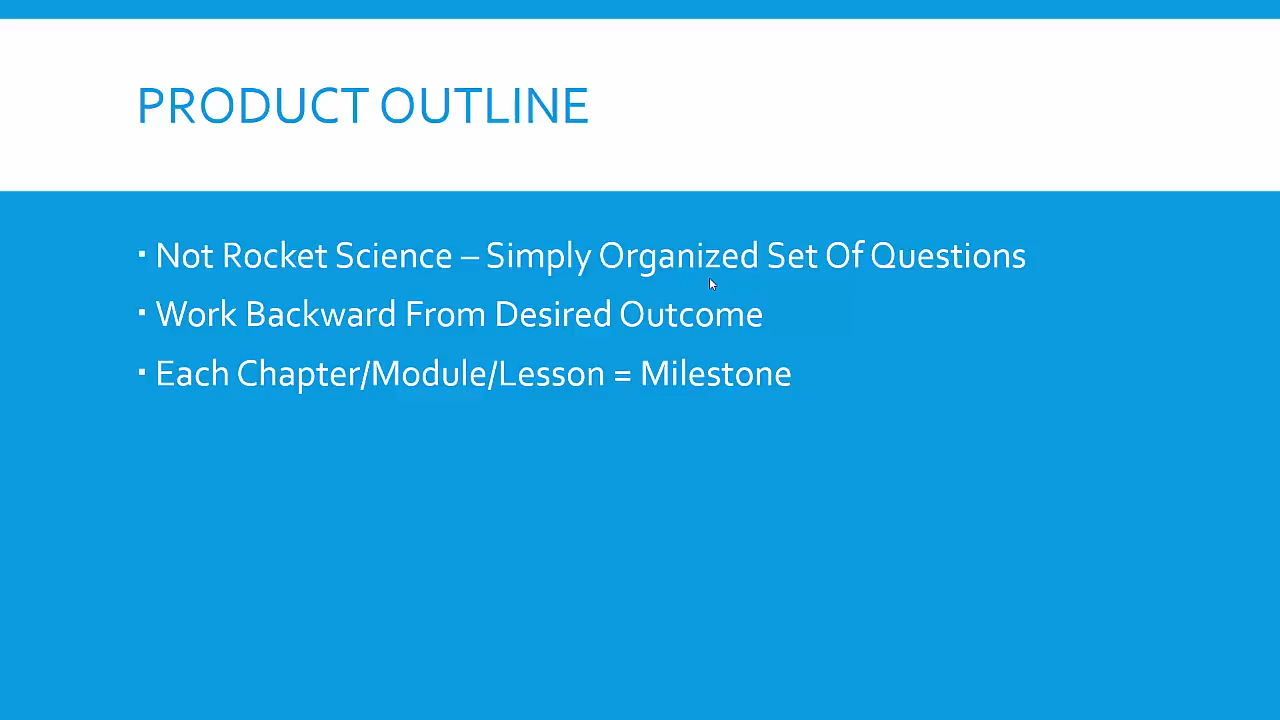 PRODUCT OUTLINE
▪ Not Rocket Science – Simply Organized Set Of Questions
▪ Work Backward From Desired Outcome
▪ Each Chapter/Module/Lesson = Milestone